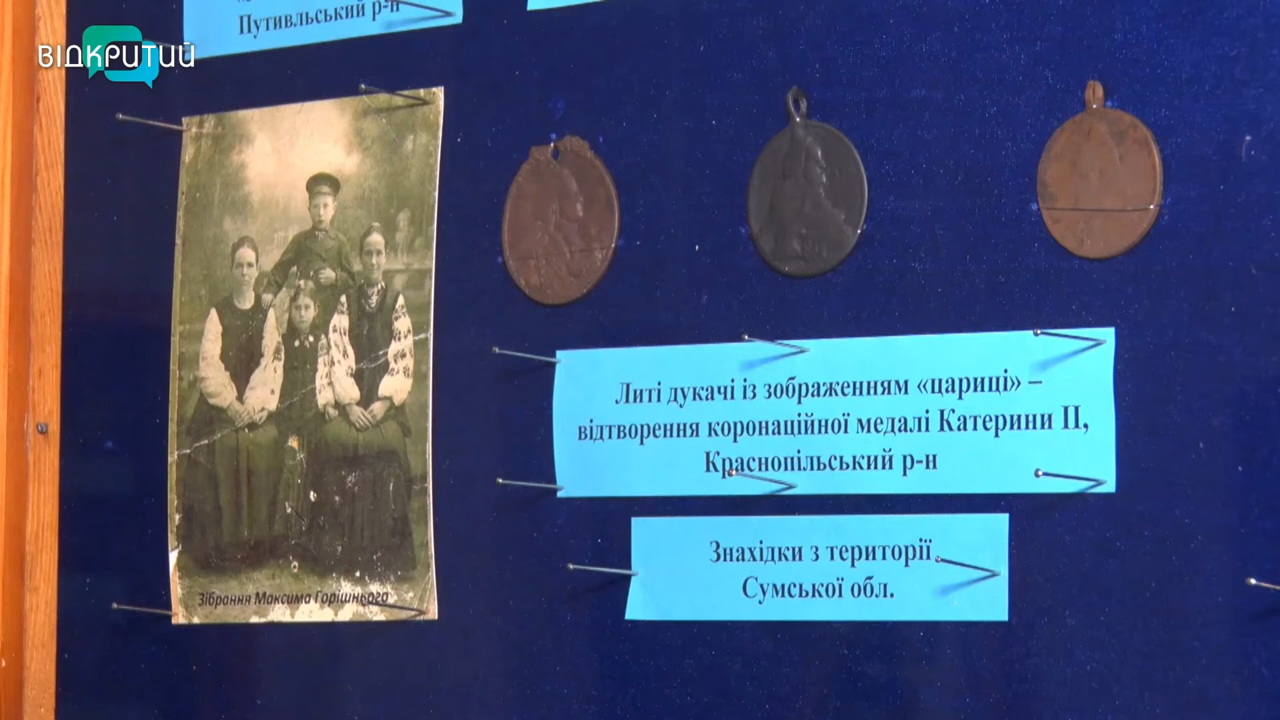 Путивльський р-н
ВІДКРИТИЙ
Литі дукачі із зображенням «цариці» –
відтворення коронаційної медалі Катерини ІІ,
Краснопільський р-н
Знахідки з території
Сумської обл.
Зібрання Максима Горішнього